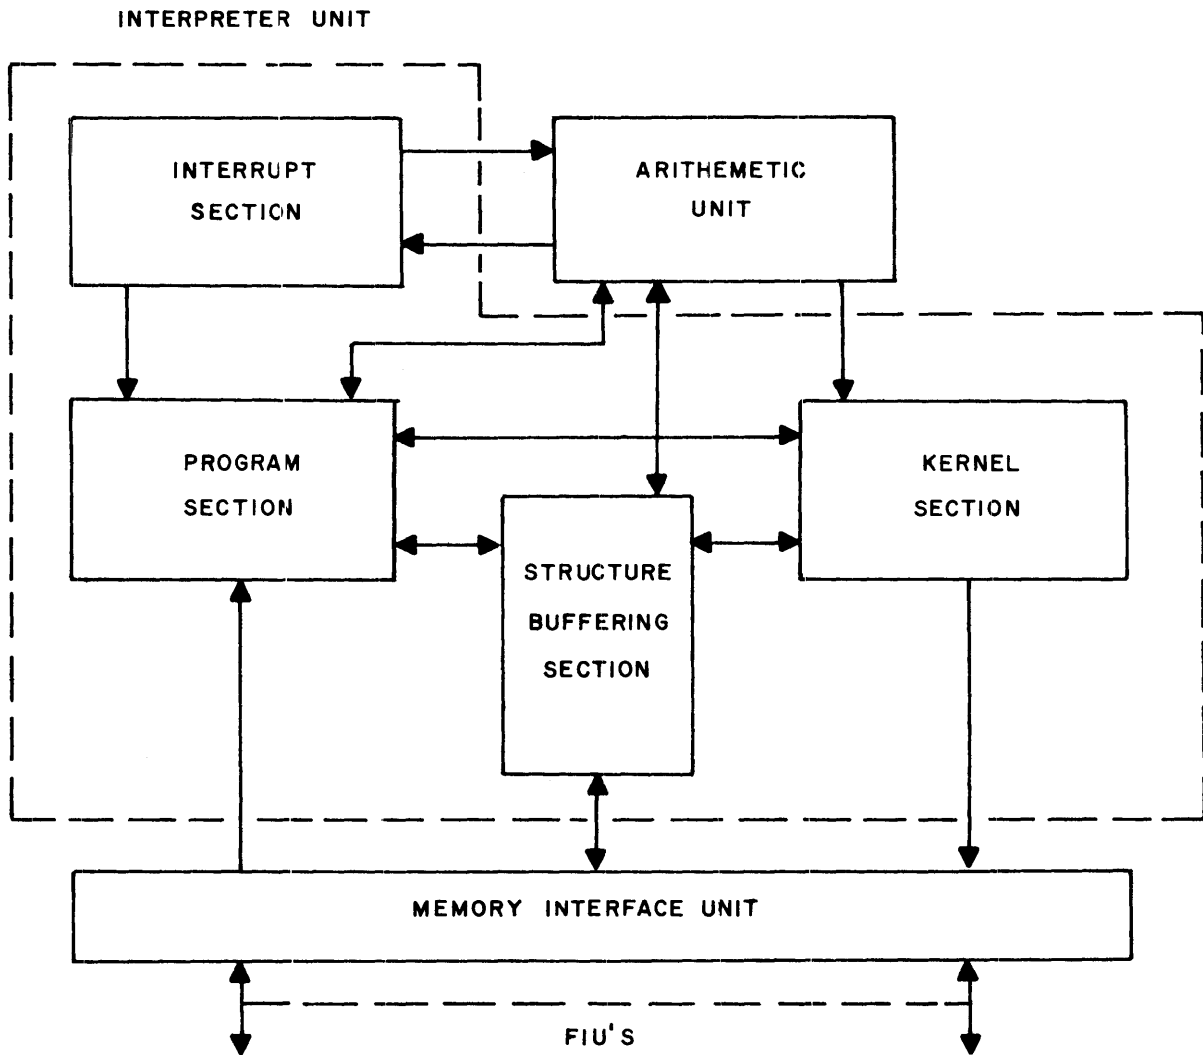 INTERPRETER UNIT
INTERRUPT
SECTION
ARITHEMETIC
UNIT
PROGRAM
SECTION
KERNEL
SECTION
STRUCTURE
BUFFERING
SECTION
MEMORY INTERFACE UNIT
FIU'S